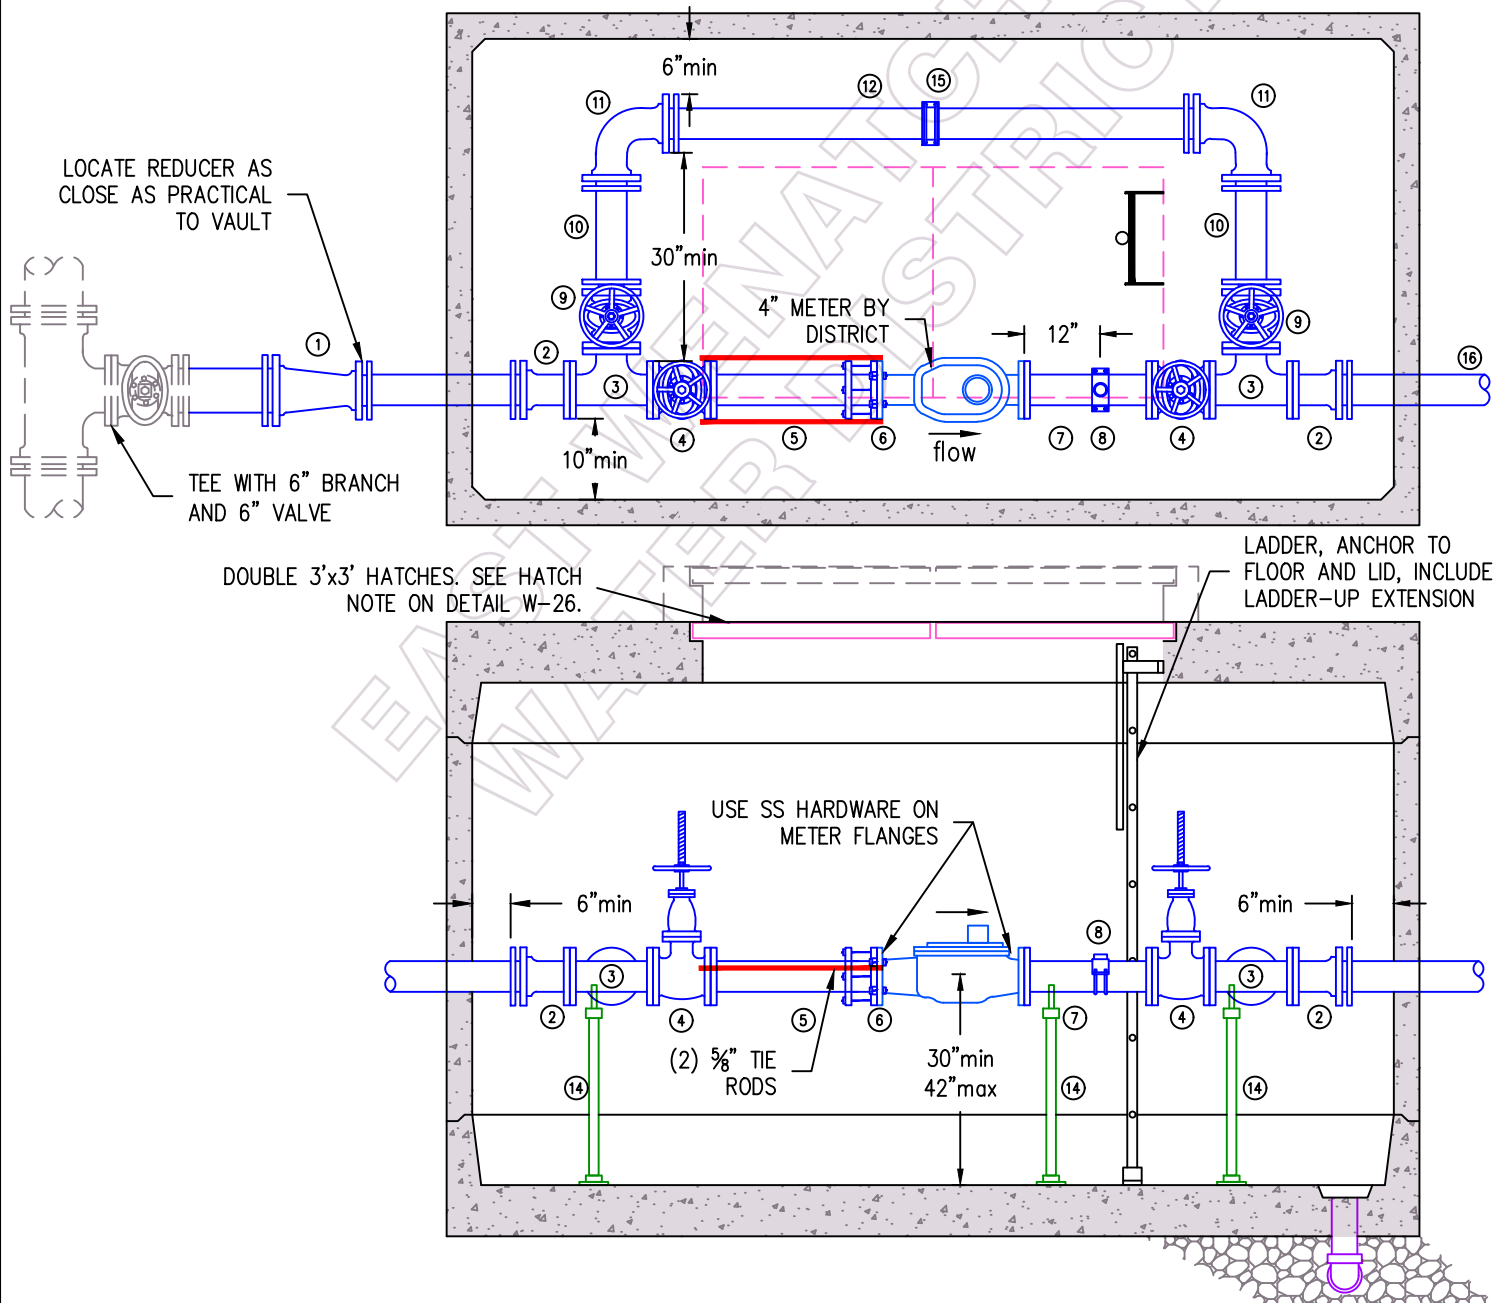 6"min
12
15
11
11
LOCATE REDUCER AS
CLOSE AS PRACTICAL
TO VAULT
10
10
30"min
9
9
4" METER BY
DISTRICT
12"
1
2
3
3
16
4
5
6
7
8
4
2
flow
10"min
TEE WITH 6" BRANCH
AND 6" VALVE
EAST WENATCH
WATER DISTRICT
DOUBLE 3'x3' HATCHES. SEE HATCH
NOTE ON DETAIL W-26.
LADDER, ANCHOR TO
FLOOR AND LID, INCLUDE
LADDER-UP EXTENSION
USE SS HARDWARE ON
METER FLANGES
6"min
6"min
8
3
3
2
4
5
6
7
4
2
(2) ⅝" TIE
RODS
30"min
42"max
14
14
14